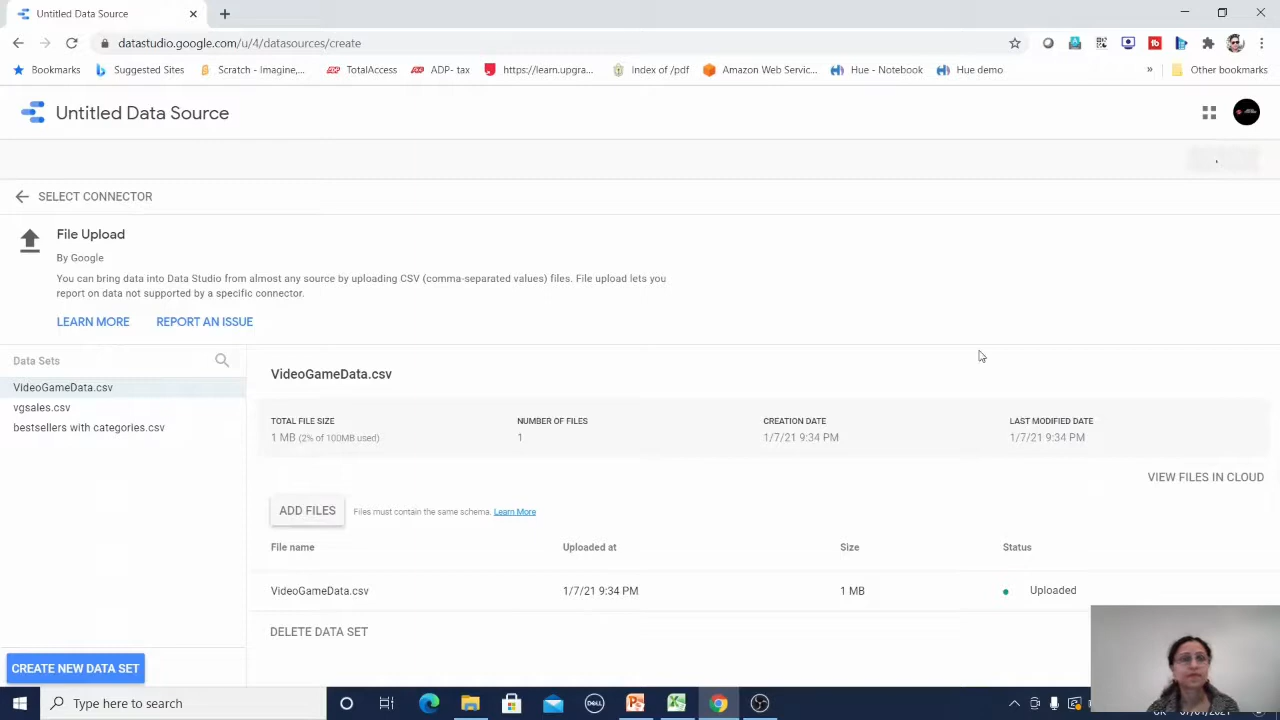 Untitled Data Source
datastudio.google.com/u/4/datasources/create
Bookmarks
Suggested Sites
Scratch - Imagine,...
TotalAccess
ADP- tax
https://learn.upgra...
Index of /pdf
Amazon Web Servic...
Hue - Notebook
Hue demo
»
Other bookmarks
Untitled Data Source
SELECT CONNECTOR
File Upload
By Google
You can bring data into Data Studio from almost any source by uploading CSV (comma-separated values) files. File upload lets you
report on data not supported by a specific connector.
LEARN MORE
REPORT AN ISSUE
Data Sets
VideoGameData.csv
vgsales.csv
bestsellers with categories.csv
CREATE NEW DATA SET
VideoGameData.csv
TOTAL FILE SIZE
1 MB (2% of 100MB used)
NUMBER OF FILES
1
CREATION DATE
1/7/21 9:34 PM
LAST MODIFIED DATE
1/7/21 9:34 PM
VIEW FILES IN CLOUD
ADD FILES
Files must contain the same schema. Learn More
File name Uploaded at Size Status
VideoGameData.csv 1/7/21 9:34 PM 1 MB Uploaded
DELETE DATA SET
Type here to search